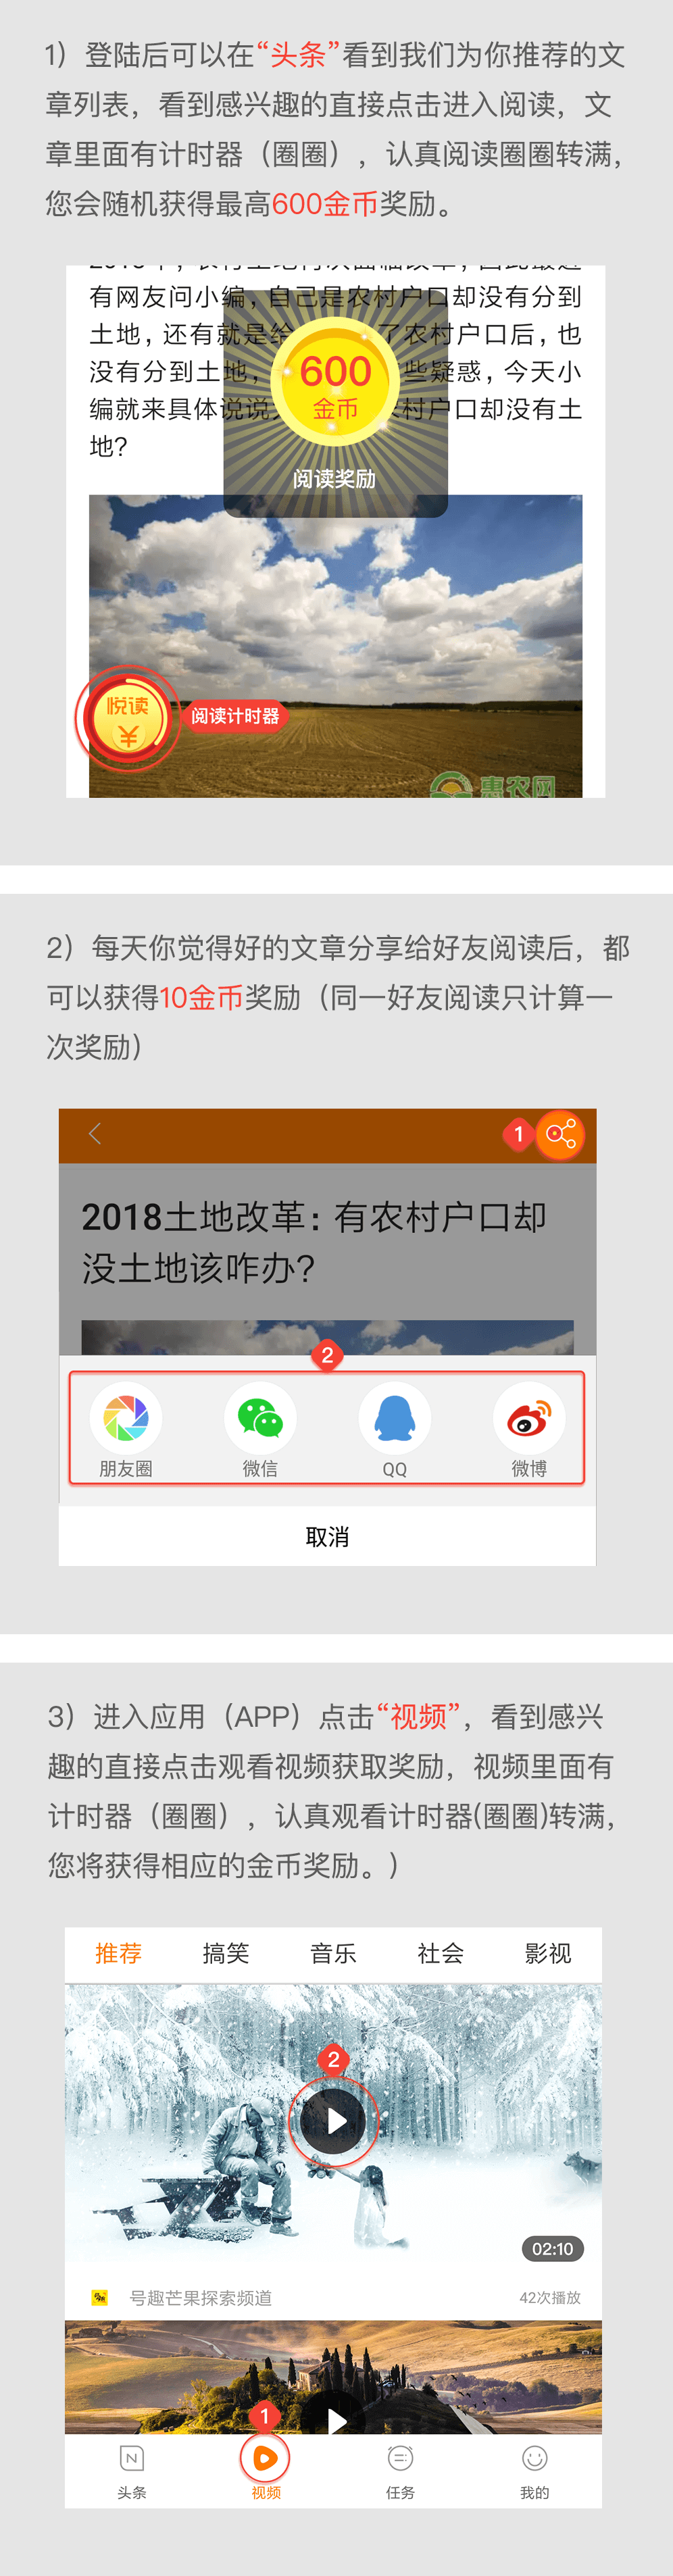 1）登陆后可以在“头条”看到我们为你推荐的文
章列表，看到感兴趣的直接点击进入阅读，文
章里面有计时器（圈圈），认真阅读圈圈转满，
您会随机获得最高600金币奖励。
有网友问小编，自己是农村户口却没有分到
土地，还有就是给 了农村户口后，也
没有分到土地， 些疑惑，今天小
编就来具体说说 农村户口却没有土
地？
600
金币
阅读奖励
悦读
¥
阅读计时器
惠农网
2）每天你觉得好的文章分享给好友阅读后，都
可以获得10金币奖励（同一好友阅读只计算一
次奖励）
1
2018土地改革：有农村户口却
没土地该咋办？
2
朋友圈 微信 QQ 微博
取消
3）进入应用（APP）点击“视频”，看到感兴
趣的直接点击观看视频获取奖励，视频里面有
计时器（圈圈），认真观看计时器(圈圈)转满，
您将获得相应的金币奖励。）
推荐 搞笑 音乐 社会 影视
2
02:10
号趣芒果探索频道 42次播放
1
头条 视频 任务 我的